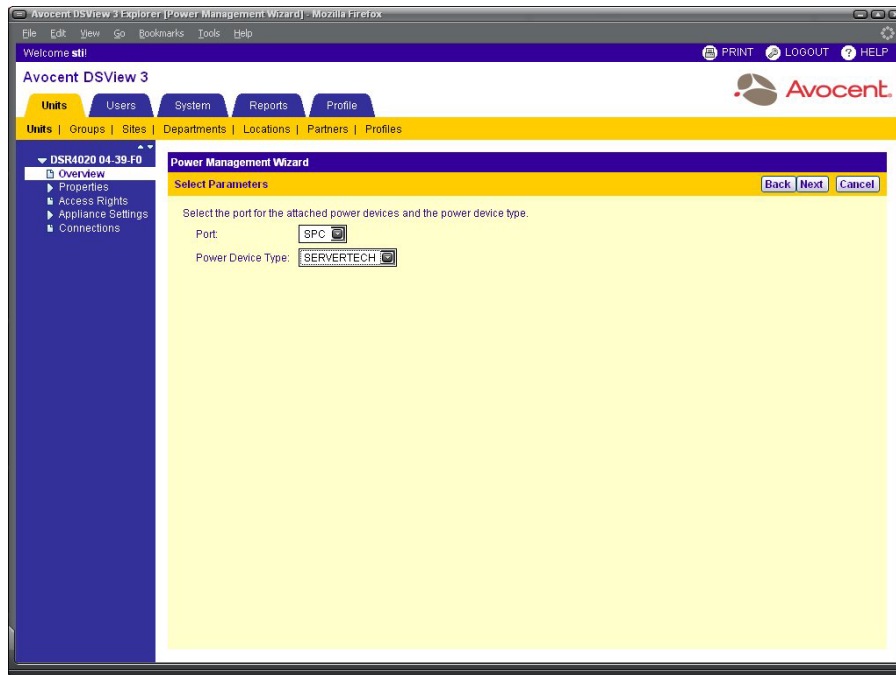 Avocent DSView 3 Explorer [Power Management Wizard] - Mozilla Firefox
File Edit View Go Bookmarks Tools Help
Welcome sti!
PRINT LOGOUT ? HELP
Avocent DSView 3
Avocent.
Units Users System Reports Profile
Units | Groups | Sites | Departments | Locations | Partners | Profiles
DSR4020 04-39-F0
Overview
Properties
Access Rights
Appliance Settings
Connections
Power Management Wizard
Select Parameters
Back Next Cancel
Select the port for the attached power devices and the power device type.
Port: SPC
Power Device Type: SERVERTECH